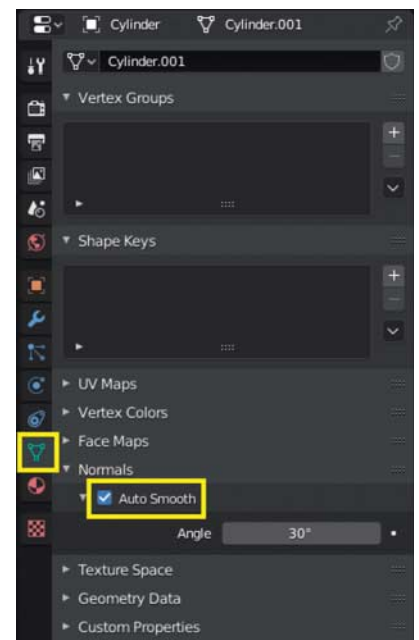 Cylinder Cylinder.001
Cylinder.001
Vertex Groups
Shape Keys
UV Maps
Vertex Colors
Face Maps
Normals
Auto Smooth
Angle 30°
Texture Space
Geometry Data
Custom Properties